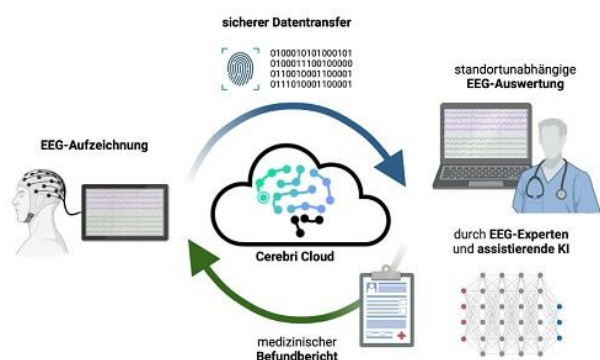 sicherer Datentransfer
0100010101000101
0100011100100000
0110010001100001
0111010001100001
standortunabhängige
EEG-Auswertung
EEG-Aufzeichnung
Cerebri Cloud
durch EEG-Experten
und assistierende KI
medizinischer
Befundbericht